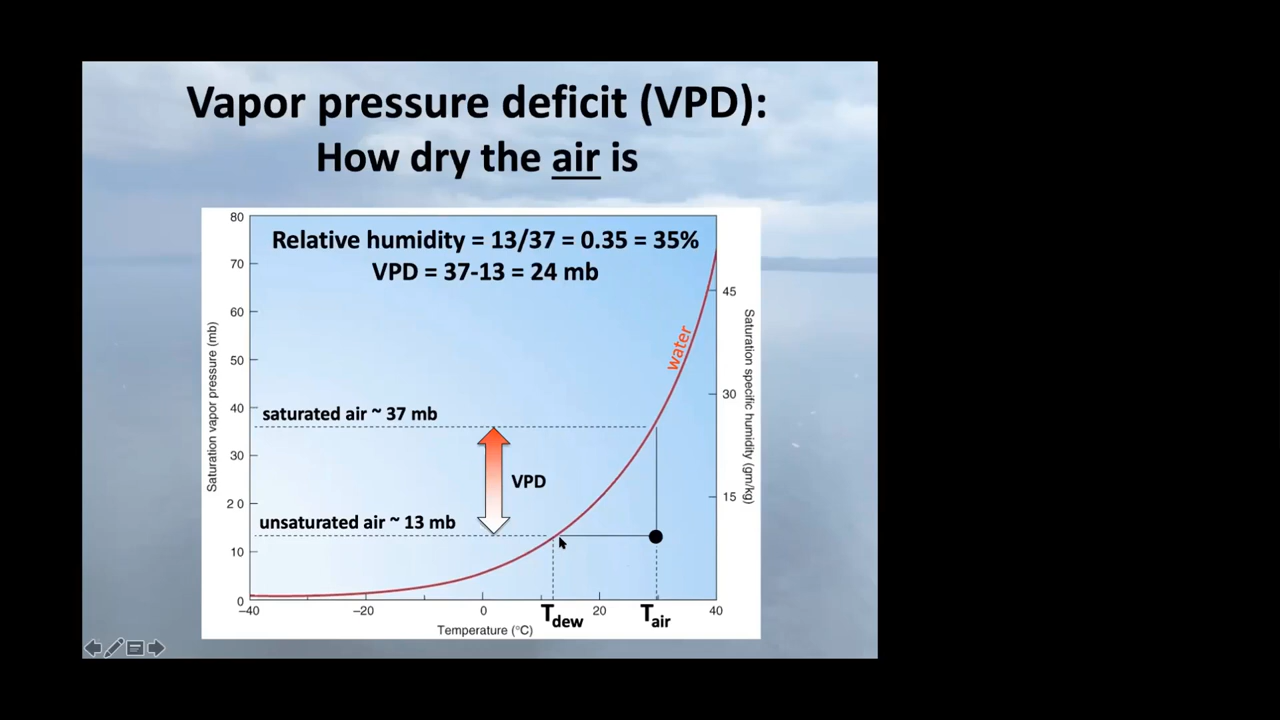 Vapor pressure deficit (VPD):
How dry the air is
Relative humidity = 13/37 = 0.35 = 35%
VPD = 37-13 = 24 mb
80
70
60
50
40
30
2 0
10
0
Saturation vapor pressure (mb)
saturated air ~ 37 mb
VPD
unsaturated air ~ 13 mb
water
45
30
15
Saturation specific humidity (gm/kg)
–40
–20
0
20
40
Tdew
Tair
Temperature (°C)